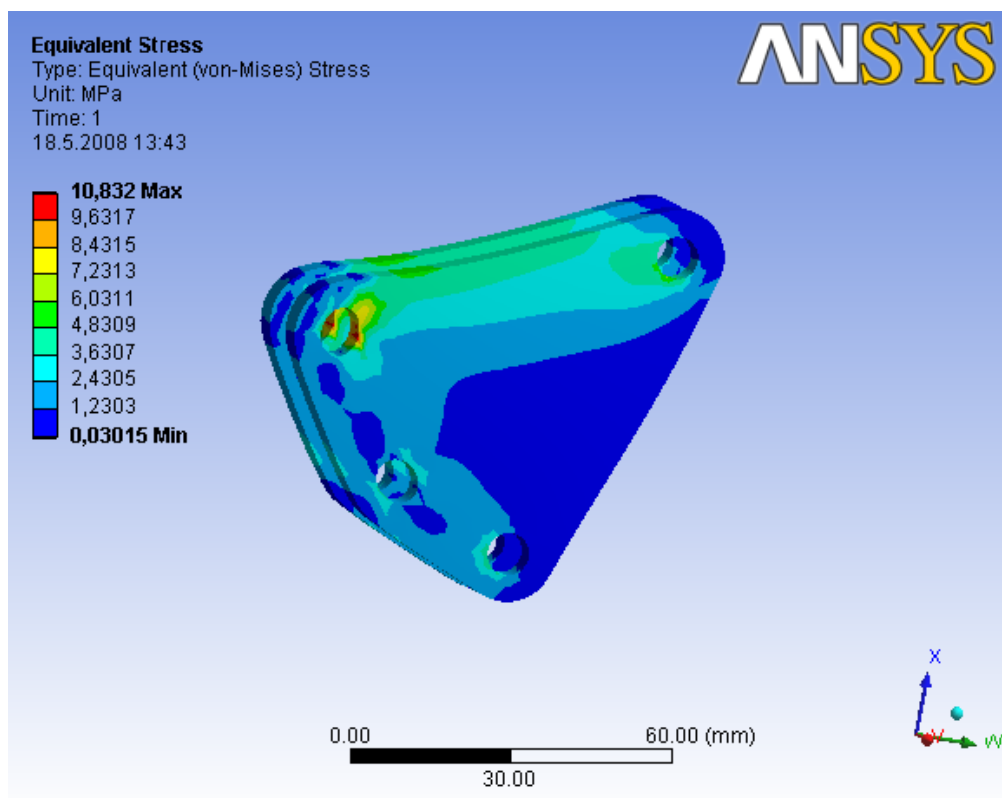 Equivalent Stress
Type: Equivalent (von-Mises) Stress
Unit: MPa
Time: 1
18.5.2008 13:43
ANSYS
10,832 Max
9,6317
8,4315
7,2313
6,0311
4,8309
3,6307
2,4305
1,2303
0,03015 Min
0.00
60.00 (mm)
30.00
X